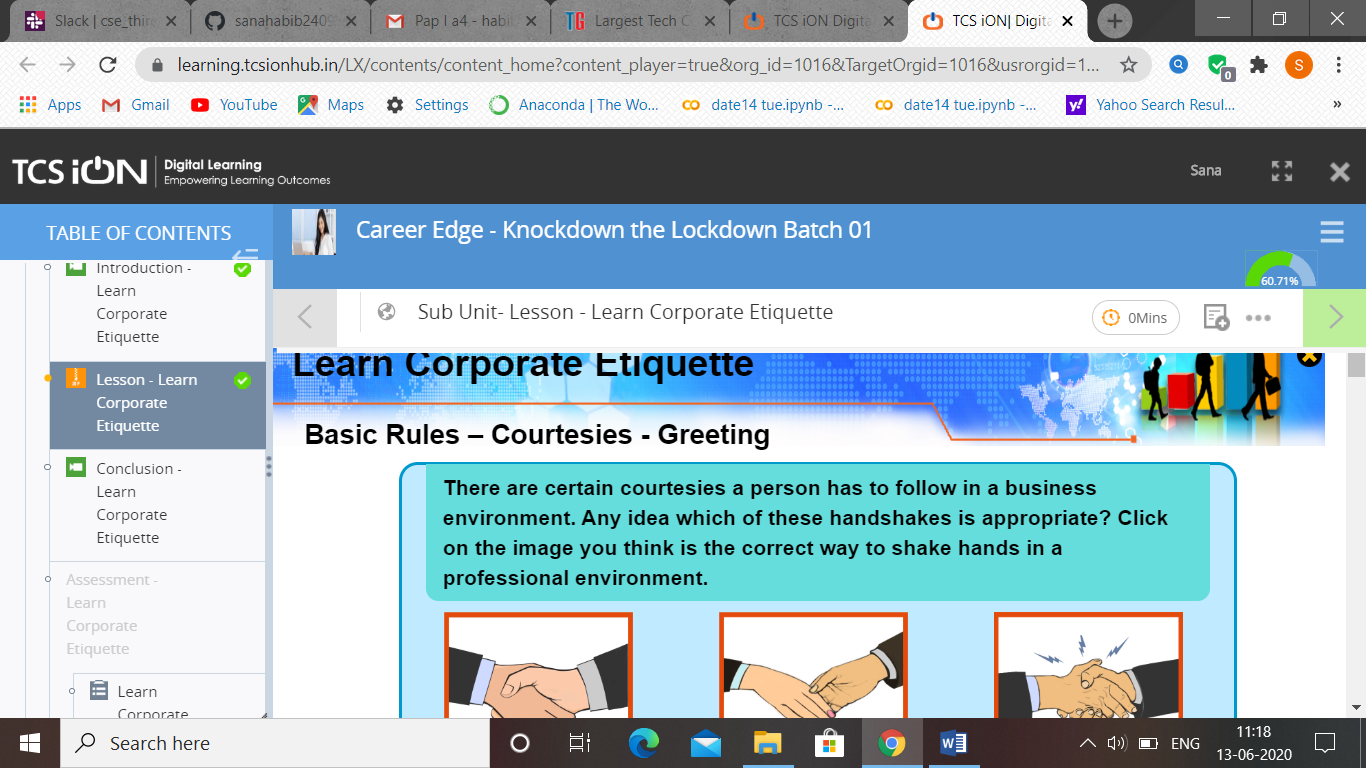 Slack | cse_thire
sanahabib2409
Pap I a4 - habib
Largest Tech C
TCS iON Digita
TCS iON| Digita
learning.tcsionhub.in/LX/contents/content_home?content_player=true&org_id=1016&TargetOrgid=1016&usrorgid=1...
S
0
Apps
Gmail
YouTube
Maps
Settings
Anaconda | The Wo...
date14 tue.ipynb -...
date14 tue.ipynb -...
Yahoo Search Resul...
»
TCS iON
Digital Learning
Empowering Learning Outcomes
Sana
TABLE OF CONTENTS
Career Edge - Knockdown the Lockdown Batch 01
60.71%
Introduction -
Learn
Corporate
Etiquette
Lesson - Learn
Corporate
Etiquette
Conclusion -
Learn
Corporate
Etiquette
Assessment -
Learn
Corporate
Etiquette
Learn
Corporate
Sub Unit- Lesson - Learn Corporate Etiquette
0Mins
Learn Corporate Etiquette
Basic Rules – Courtesies - Greeting
There are certain courtesies a person has to follow in a business
environment. Any idea which of these handshakes is appropriate? Click
on the image you think is the correct way to shake hands in a
professional environment.
Search here
ENG
11:18
13-06-2020